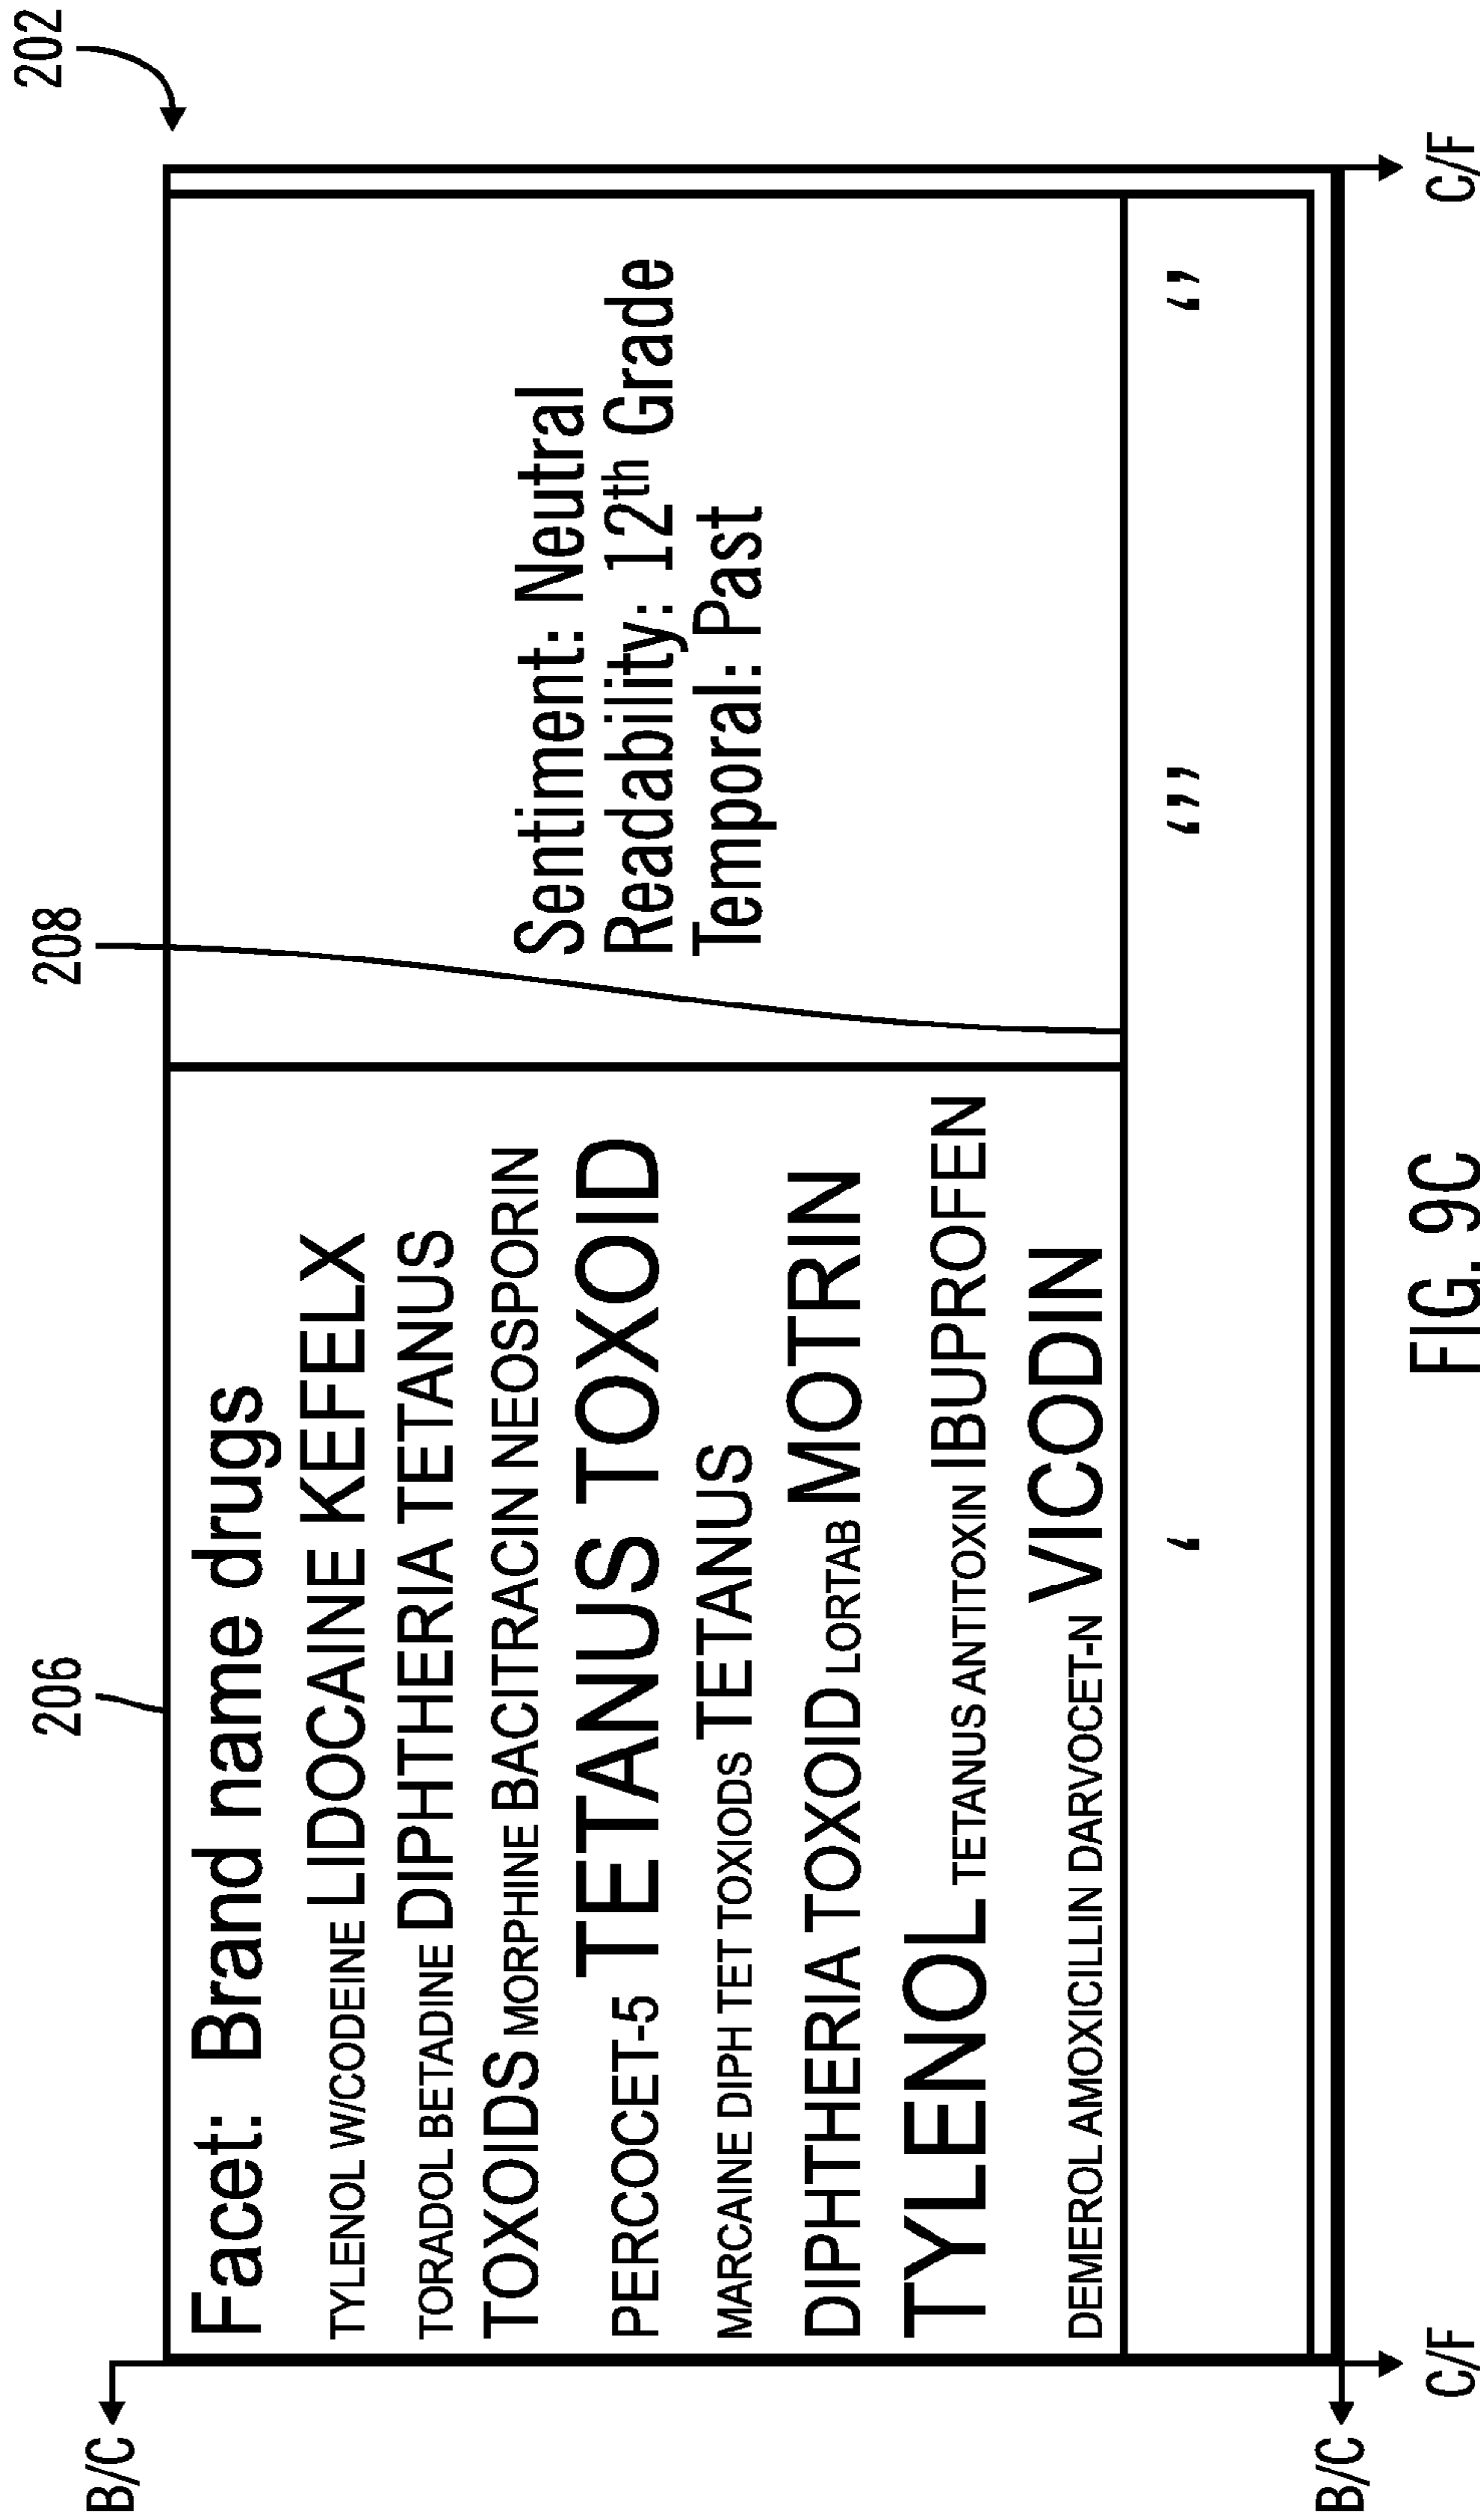 202
208
206
B/C
Facet: Brand name drugs
TYLENOL W/CODEINE LIDOCAINE KEFELX
TORADOL BETADINE DIPHTHERIA TETANUS
TOXOIDS MORPHINE BACITRACIN NEOSPORIN
PERCOCET-5 TETANUS TOXOID
MARCAINE DIPH TET TOXIODS TETANUS
DIPHTHERIA TOXOID LORTAB MOTRIN
TYLENOL TETANUS ANTITOXIN IBUPROFEN
DEMEROL AMOXICILLIN DARVOCET-N VICODIN
Sentiment: Neutral
Readability: 12th Grade
Temporal: Past
‘ ‘’’ ‘’
B/C
C/F
C/F
FIG. 9C